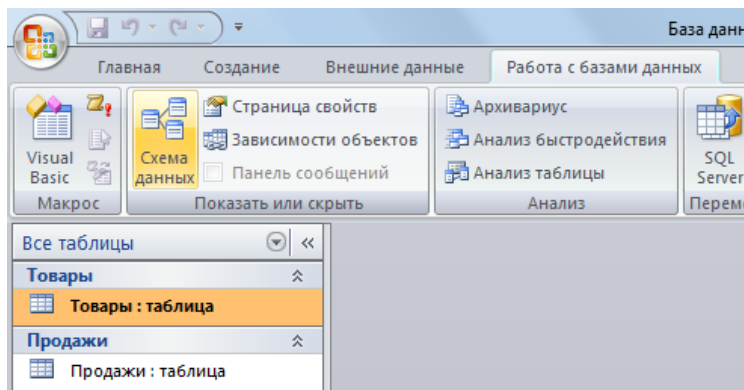 База данн
Главная Создание Внешние данные Работа с базами данных
Visual Basic
Макрос
Схема данных
Страница свойств
Зависимости объектов
Панель сообщений
Показать или скрыть
Архивариус
Анализ быстродействия
Анализ таблицы
Анализ
SQL Server
Перем
Все таблицы
Товары
Товары : таблица
Продажи
Продажи : таблица